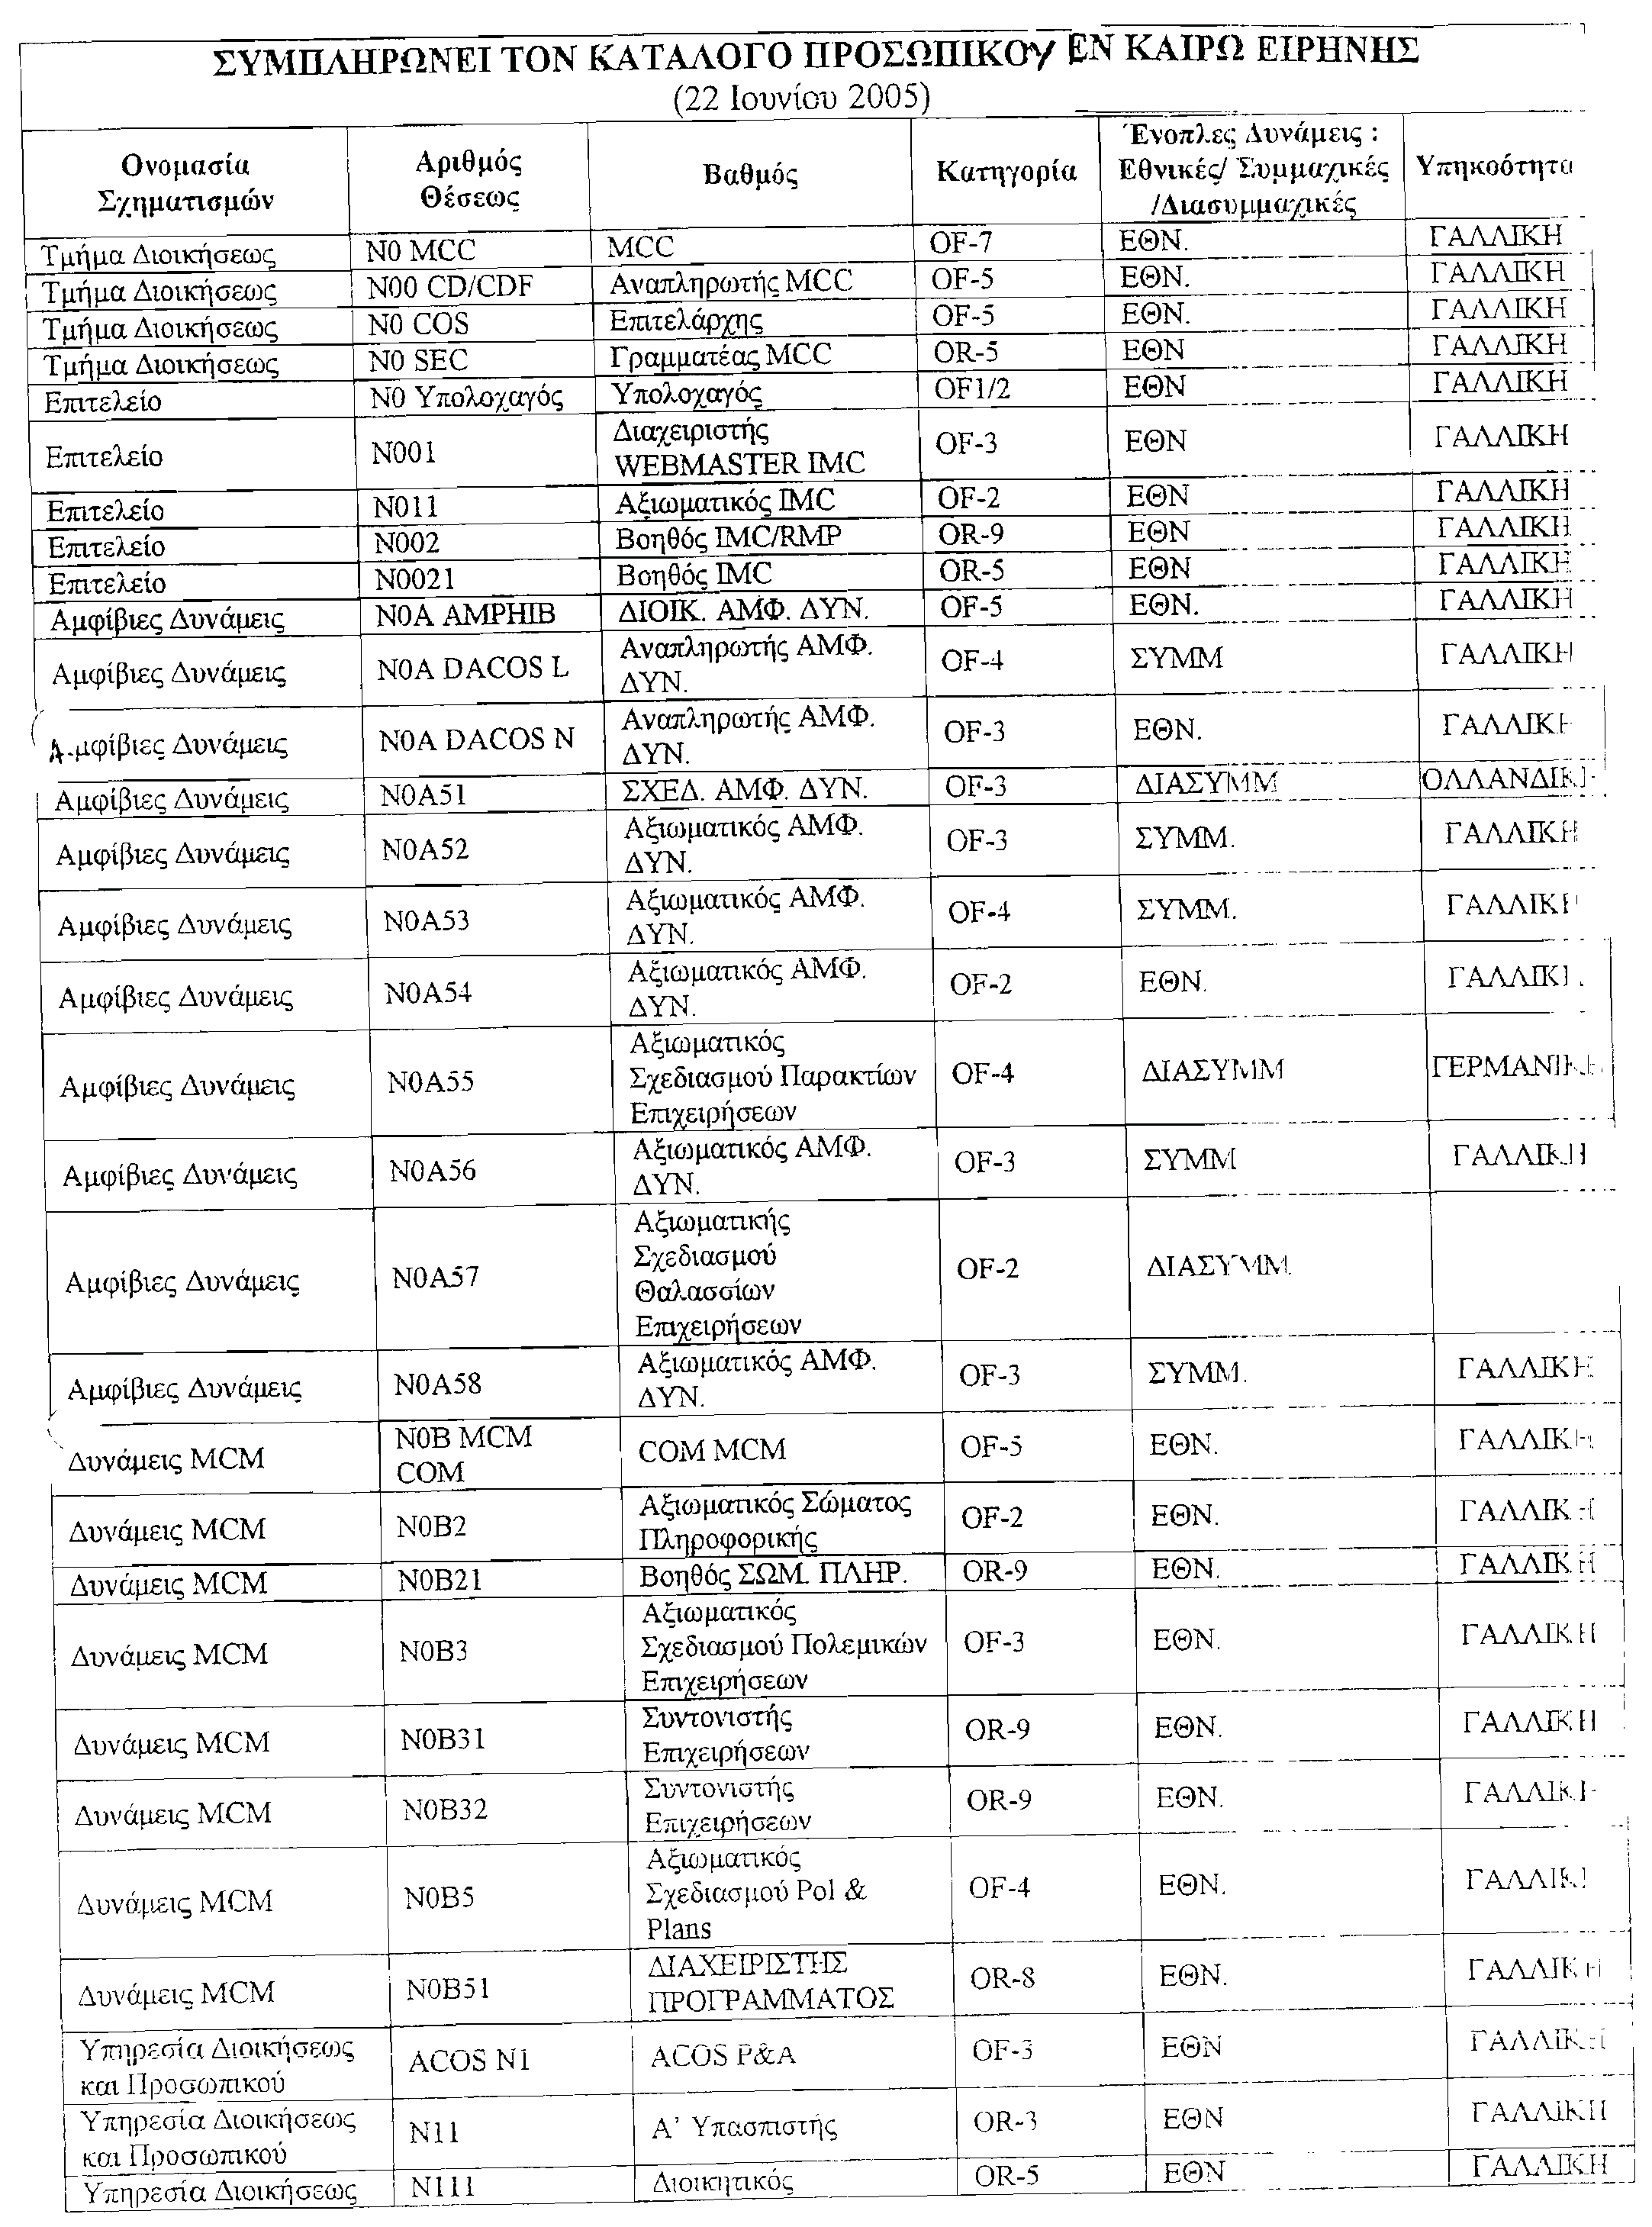 ΣΥΜΠΛΗΡΩΝΕΙ ΤΟΝ ΚΑΤΑΛΟΓΟ ΠΡΟΣΩΠΙΚΟΥ ΕΝ ΚΑΙΡΩ ΕΙΡΗΝΗΣ
(22 Ιουνίου 2005)
Ονομασία Σχηματισμών Αριθμός Θέσεως Βαθμός Κατηγορία Ένοπλες Δυνάμεις : Εθνικές/ Συμμαχικές /Διασυμμαχικές Υπηκοότητα
Τμήμα Διοικήσεως N0 MCC MCC OF-7 ΕΘΝ. ΓΑΛΛΙΚΗ
Τμήμα Διοικήσεως N00 CD/CDF Αναπληρωτής MCC OF-5 ΕΘΝ. ΓΑΛΛΙΚΗ
Τμήμα Διοικήσεως N0 COS Επιτελάρχης OF-5 ΕΘΝ. ΓΑΛΛΙΚΗ
Τμήμα Διοικήσεως N0 SEC Γραμματέας MCC OR-5 ΕΘΝ ΓΑΛΛΙΚΗ
Επιτελείο N0 Υπολοχαγός Υπολοχαγός OF1/2 ΕΘΝ ΓΑΛΛΙΚΗ
Επιτελείο N001 Διαχειριστής WEBMASTER IMC OF-3 ΕΘΝ ΓΑΛΛΙΚΗ
Επιτελείο N011 Αξιωματικός IMC OF-2 ΕΘΝ ΓΑΛΛΙΚΗ
Επιτελείο N002 Βοηθός IMC/RMP OR-9 ΕΘΝ ΓΑΛΛΙΚΗ
Επιτελείο N0021 Βοηθός IMC OR-5 ΕΘΝ ΓΑΛΛΙΚΗ
Αμφίβιες Δυνάμεις N0A AMPHIB ΔΙΟΙΚ. ΑΜΦ. ΔΥΝ. OF-5 ΕΘΝ. ΓΑΛΛΙΚΗ
Αμφίβιες Δυνάμεις N0A DACOS L Αναπληρωτής ΑΜΦ. ΔΥΝ. OF-4 ΣΥΜΜ ΓΑΛΛΙΚΗ
Αμφίβιες Δυνάμεις N0A DACOS N Αναπληρωτής ΑΜΦ. ΔΥΝ. OF-3 ΕΘΝ. ΓΑΛΛΙΚΗ
Αμφίβιες Δυνάμεις N0A51 ΣΧΕΔ. ΑΜΦ. ΔΥΝ. OF-3 ΔΙΑΣΥΜΜ ΟΛΛΑΝΔΙΚΗ
Αμφίβιες Δυνάμεις N0A52 Αξιωματικός ΑΜΦ. ΔΥΝ. OF-3 ΣΥΜΜ. ΓΑΛΛΙΚΗ
Αμφίβιες Δυνάμεις N0A53 Αξιωματικός ΑΜΦ. ΔΥΝ. OF-4 ΣΥΜΜ. ΓΑΛΛΙΚΗ
Αμφίβιες Δυνάμεις N0A54 Αξιωματικός ΑΜΦ. ΔΥΝ. OF-2 ΕΘΝ. ΓΑΛΛΙΚΗ
Αμφίβιες Δυνάμεις N0A55 Αξιωματικός Σχεδιασμού Παρακτίων Επιχειρήσεων OF-4 ΔΙΑΣΥΜΜ ΓΕΡΜΑΝΙΚΗ
Αμφίβιες Δυνάμεις N0A56 Αξιωματικός ΑΜΦ. ΔΥΝ. OF-3 ΣΥΜΜ ΓΑΛΛΙΚΗ
Αμφίβιες Δυνάμεις N0A57 Αξιωματικής Σχεδιασμού Θαλασσίων Επιχειρήσεων OF-2 ΔΙΑΣΥΜΜ.
Αμφίβιες Δυνάμεις N0A58 Αξιωματικός ΑΜΦ. ΔΥΝ. OF-3 ΣΥΜΜ. ΓΑΛΛΙΚΗ
Δυνάμεις MCM N0B MCM COM COM MCM OF-5 ΕΘΝ. ΓΑΛΛΙΚΗ
Δυνάμεις MCM N0B2 Αξιωματικός Σώματος Πληροφορικής OF-2 ΕΘΝ. ΓΑΛΛΙΚΗ
Δυνάμεις MCM N0B21 Βοηθός ΣΩΜ. ΠΛΗΡ. OR-9 ΕΘΝ. ΓΑΛΛΙΚΗ
Δυνάμεις MCM N0B3 Αξιωματικός Σχεδιασμού Πολεμικών Επιχειρήσεων OF-3 ΕΘΝ. ΓΑΛΛΙΚΗ
Δυνάμεις MCM N0B31 Συντονιστής Επιχειρήσεων OR-9 ΕΘΝ. ΓΑΛΛΙΚΗ
Δυνάμεις MCM N0B32 Συντονιστής Επιχειρήσεων OR-9 ΕΘΝ. ΓΑΛΛΙΚΗ
Δυνάμεις MCM N0B5 Αξιωματικός Σχεδιασμού Pol & Plans OF-4 ΕΘΝ. ΓΑΛΛΙΚΗ
Δυνάμεις MCM N0B51 ΔΙΑΧΕΙΡΙΣΤΗΣ ΠΡΟΓΡΑΜΜΑΤΟΣ OR-8 ΕΘΝ. ΓΑΛΛΙΚΗ
Υπηρεσία Διοικήσεως και Προσωπικού ACOS N1 ACOS P&A OF-3 ΕΘΝ ΓΑΛΛΙΚΗ
Υπηρεσία Διοικήσεως και Προσωπικού N11 Α' Υπασπιστής OR-3 ΕΘΝ ΓΑΛΛΙΚΗ
Υπηρεσία Διοικήσεως N111 Διοικητικός OR-5 ΕΘΝ ΓΑΛΛΙΚΗ